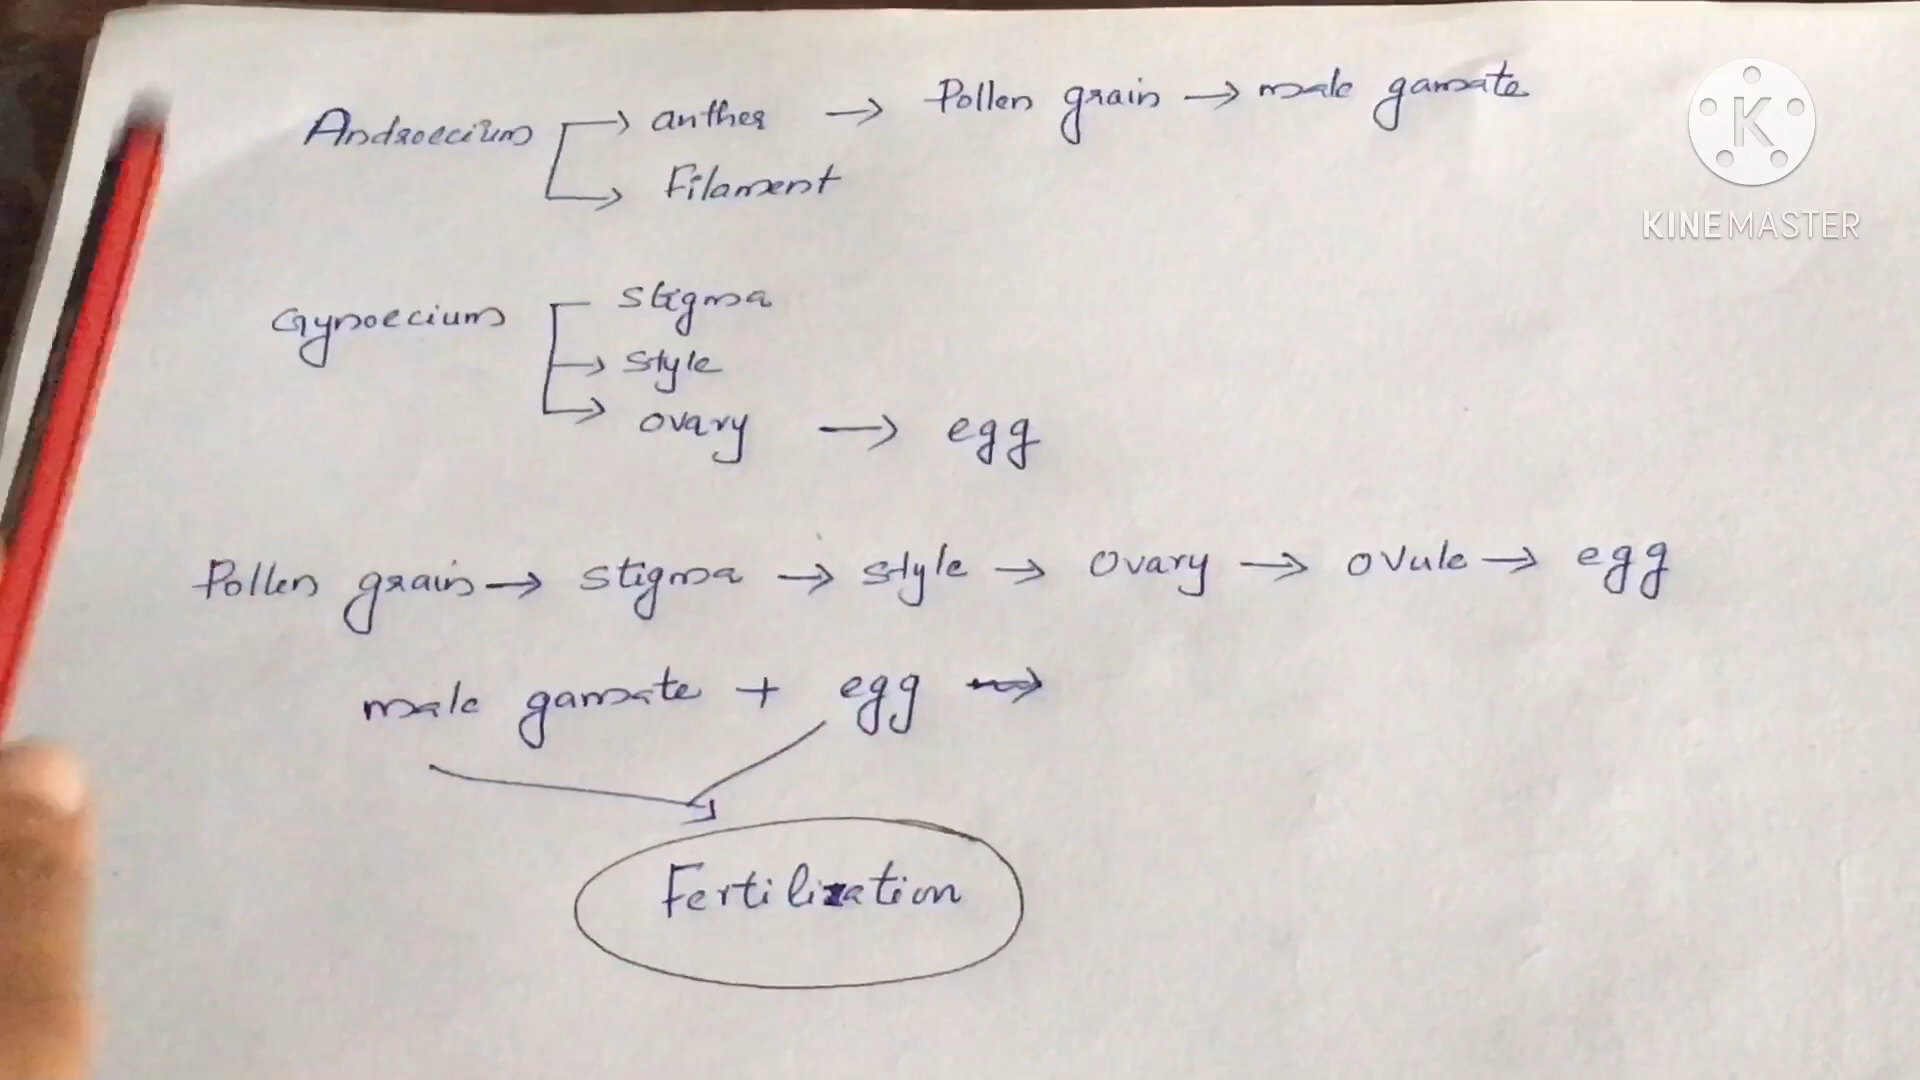 Androecium → anther → Pollen grain → male gamate
→ Filament
Gynoecium stigma
→ style
→ ovary → egg
Pollen grain → stigma → style → ovary → ovule → egg
male gamate + egg →
Fertilization
K
KINEMASTER